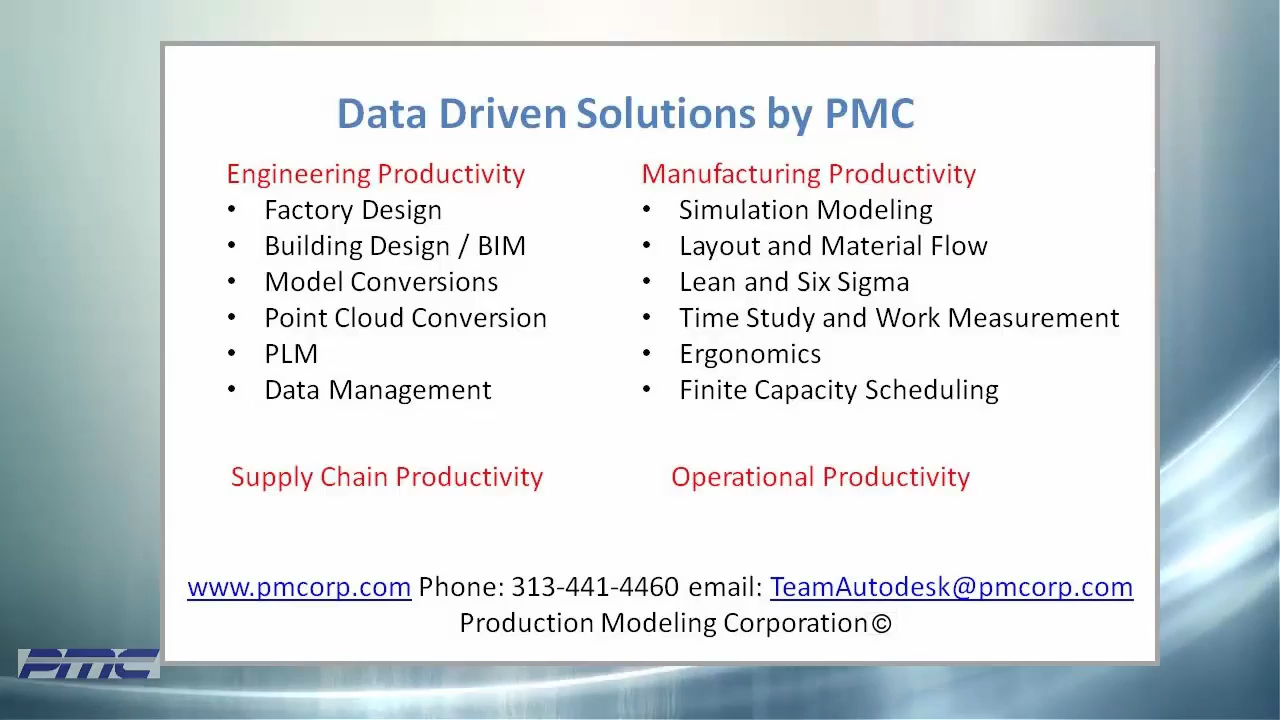 Data Driven Solutions by PMC
Engineering Productivity
• Factory Design
• Building Design / BIM
• Model Conversions
• Point Cloud Conversion
• PLM
• Data Management
Manufacturing Productivity
• Simulation Modeling
• Layout and Material Flow
• Lean and Six Sigma
• Time Study and Work Measurement
• Ergonomics
• Finite Capacity Scheduling
Supply Chain Productivity
Operational Productivity
www.pmcorp.com Phone: 313-441-4460 email: TeamAutodesk@pmcorp.com
Production Modeling Corporation©
PMC